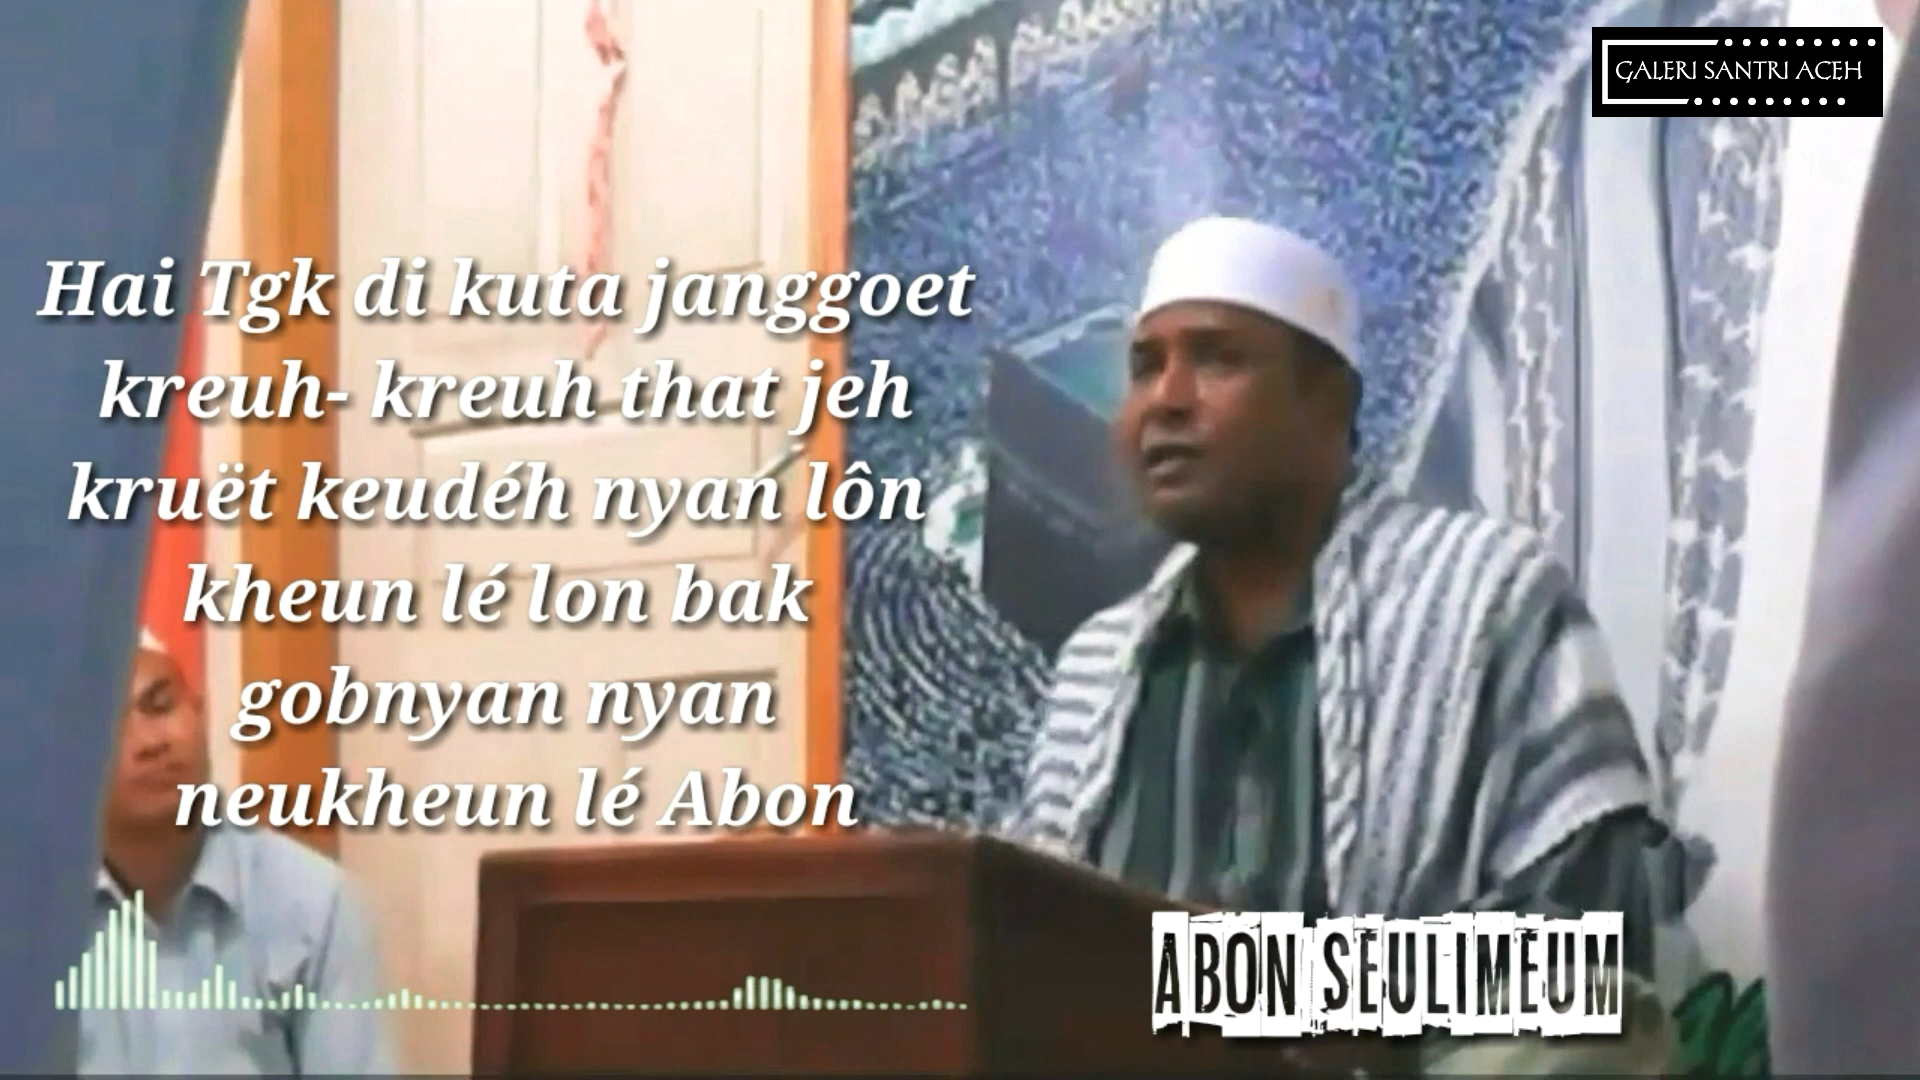 GALERI SANTRI ACEH
Hai Tgk di kuta janggoet
kreuh- kreuh that jeh
kruët keudéh nyan lôn
kheun lé lon bak
gobnyan nyan
neukheun lé Abon
ABON SEULIMEUM